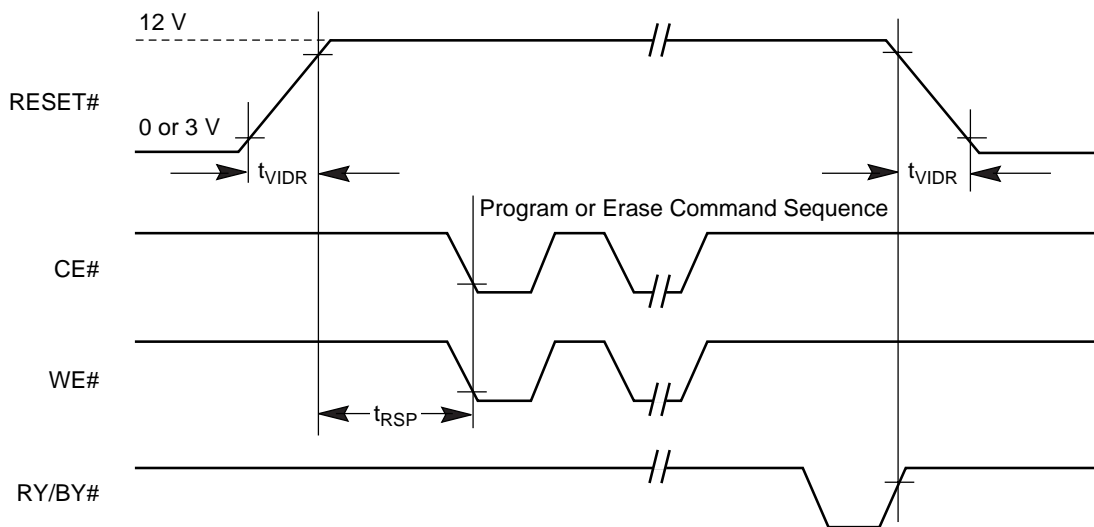 12 V
RESET#
0 or 3 V
tVIDR
tVIDR
Program or Erase Command Sequence
CE#
WE#
tRSP
RY/BY#